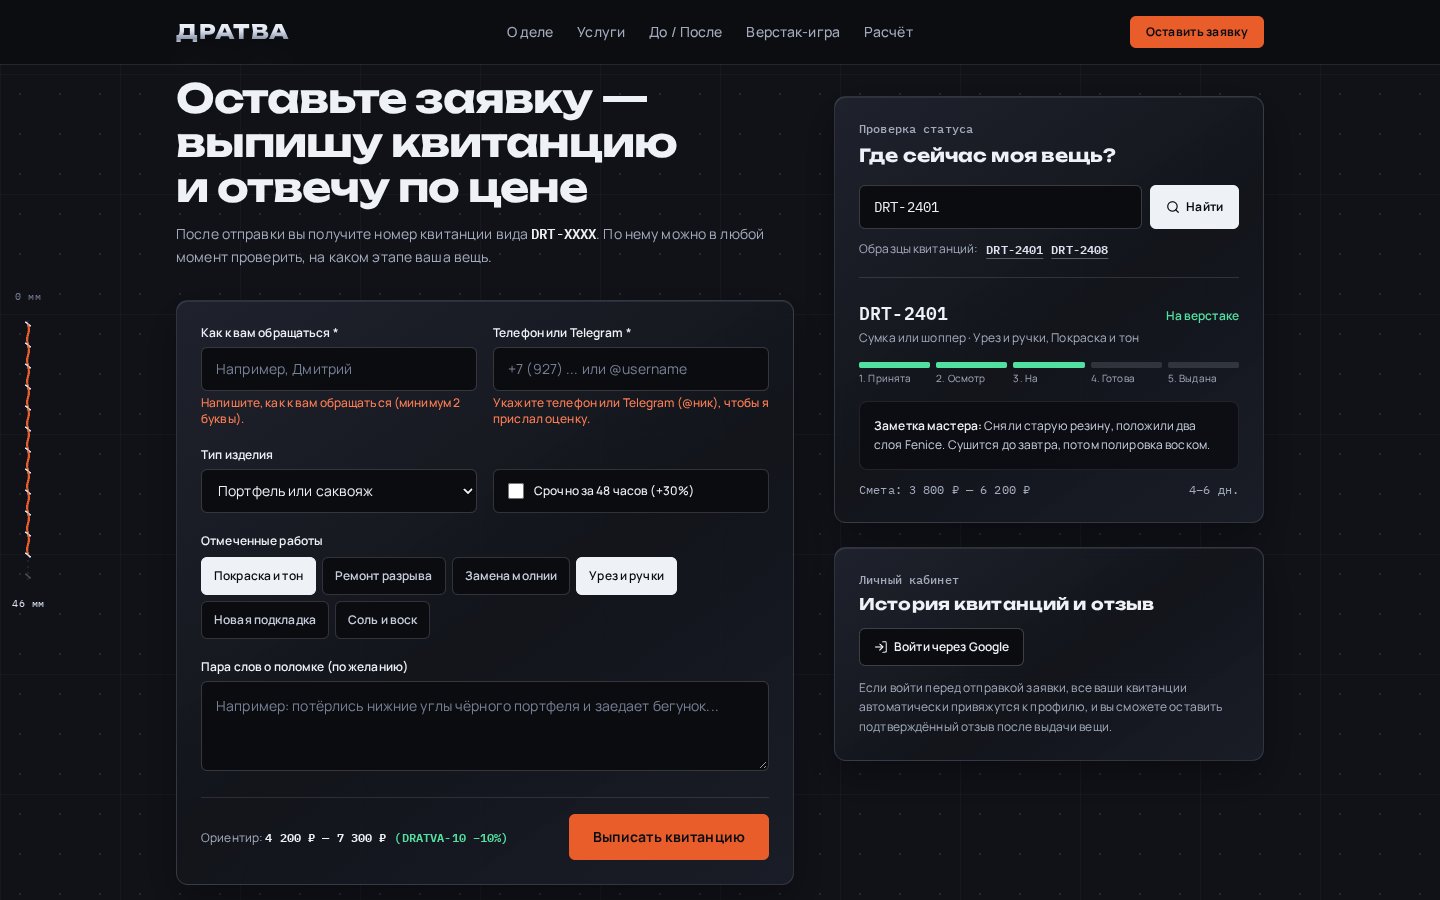 ДРАТВА
О деле
Услуги
До / После
Верстак-игра
Расчёт
Оставить заявку
Оставьте заявку —
выпишу квитанцию
и отвечу по цене
После отправки вы получите номер квитанции вида DRT-XXXX. По нему можно в любой
момент проверить, на каком этапе ваша вещь.
0 мм
46 мм
Как к вам обращаться *
Например, Дмитрий
Напишите, как к вам обращаться (минимум 2
буквы).
Телефон или Telegram *
+7 (927) ... или @username
Укажите телефон или Telegram (@ник), чтобы я
прислал оценку.
Тип изделия
Портфель или саквояж
Срочно за 48 часов (+30%)
Отмеченные работы
Покраска и тон
Ремонт разрыва
Замена молнии
Урез и ручки
Новая подкладка
Соль и воск
Пара слов о поломке (по желанию)
Например: потёрлись нижние углы чёрного портфеля и заедает бегунок...
Ориентир: 4 200 ₽ — 7 300 ₽ (DRATVA-10 −10%)
Выписать квитанцию
Проверка статуса
Где сейчас моя вещь?
DRT-2401
Найти
Образцы квитанций: DRT-2401 DRT-2408
DRT-2401
На верстаке
Сумка или шоппер · Урез и ручки, Покраска и тон
1. Принята
2. Осмотр
3. На
4. Готова
5. Выдана
Заметка мастера: Сняли старую резину, положили два
слоя Fenice. Сушится до завтра, потом полировка воском.
Смета: 3 800 ₽ — 6 200 ₽
4–6 дн.
Личный кабинет
История квитанций и отзыв
Войти через Google
Если войти перед отправкой заявки, все ваши квитанции
автоматически привяжутся к профилю, и вы сможете оставить
подтверждённый отзыв после выдачи вещи.